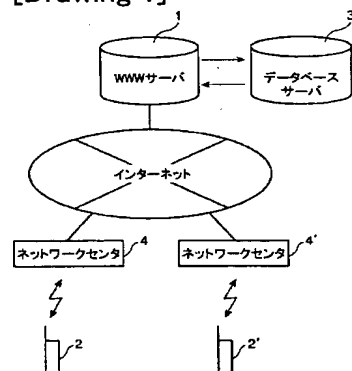 [Drawing 1]
1
3
WWWサーバ
データベース
サーバ
インターネット
4
4'
ネットワークセンタ
ネットワークセンタ
2
2'